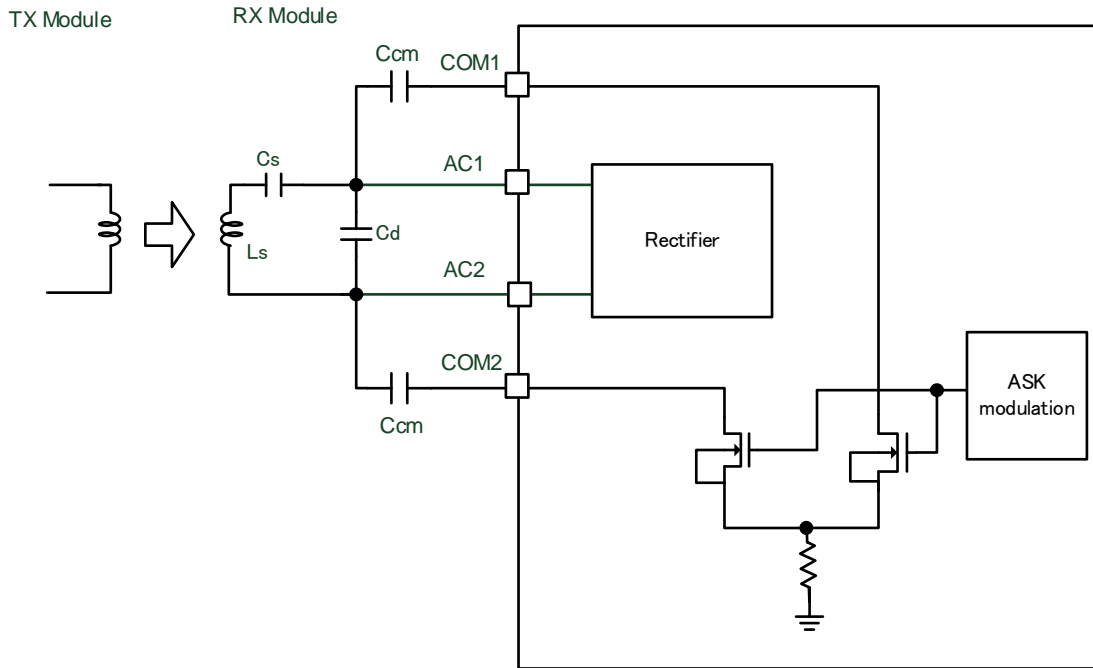 TX Module
RX Module
Ccm
COM1
Cs
AC1
Cd
Ls
Rectifier
AC2
COM2
Ccm
ASK
modulation